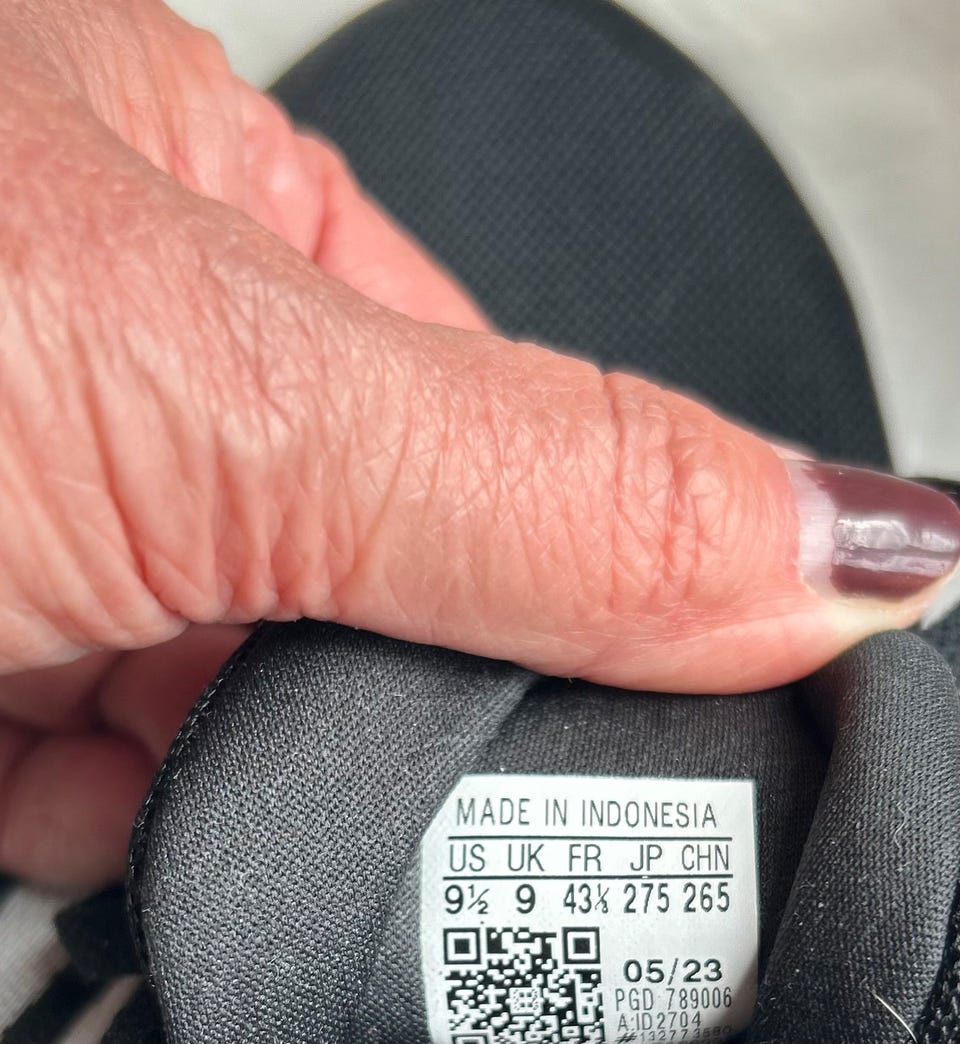 MADE IN INDONESIA
US UK FR JP CHN
9½ 9 43⅓ 275 265
05/23
PGD 789006
A:ID2704